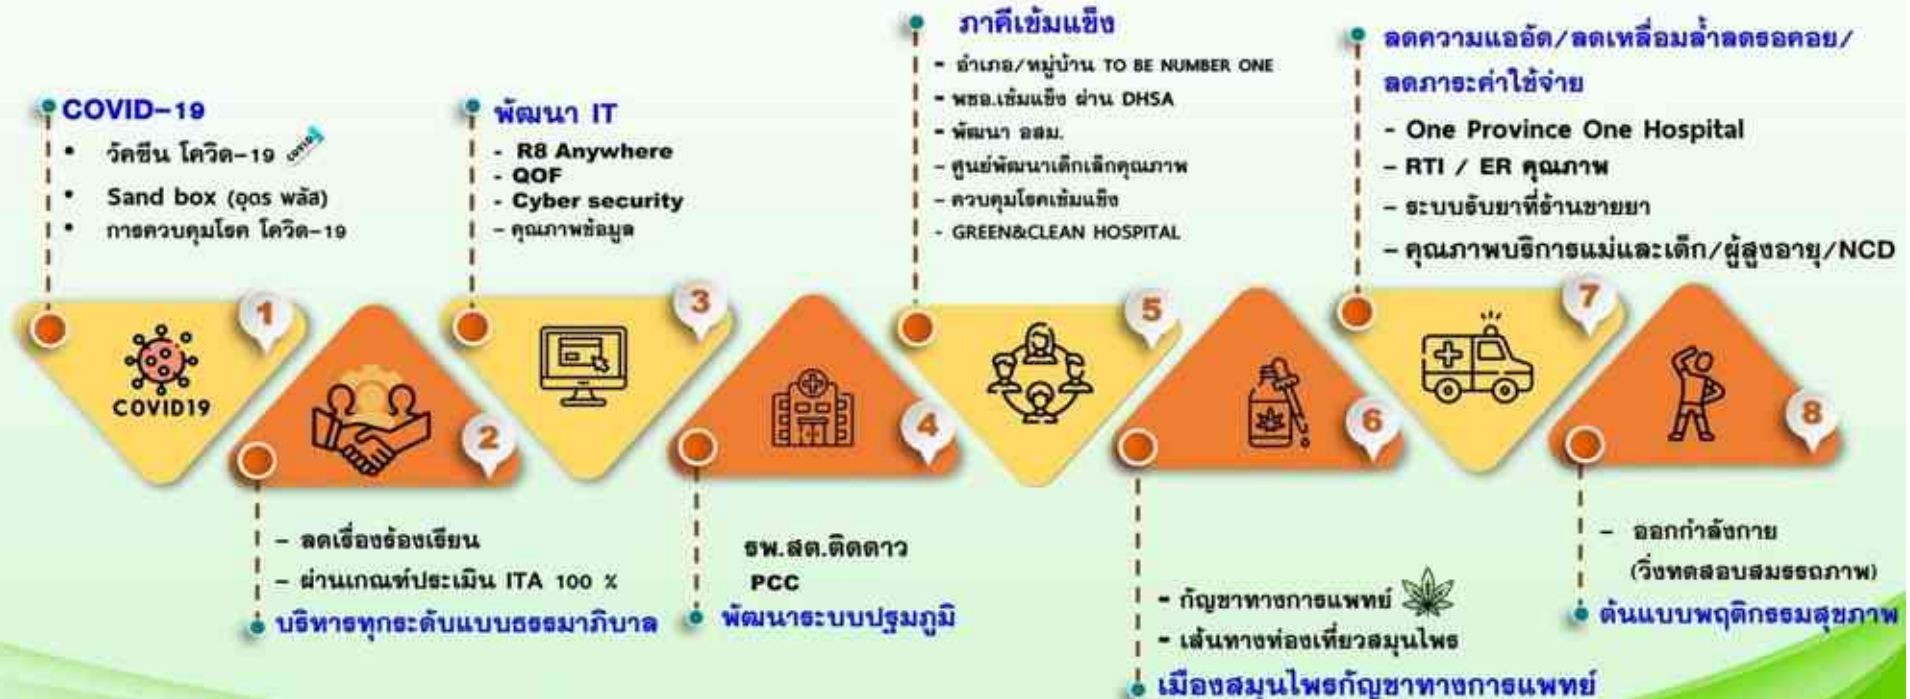 COVID-19
• วัคซีน โควิด-19
• Sand box (อุดร พลัส)
• การควบคุมโรค โควิด-19
1
COVID19
2
- ลดเรื่องร้องเรียน
- ผ่านเกณฑ์ประเมิน ITA 100 %
บริหารทุกระดับแบบธรรมาภิบาล
พัฒนา IT
- R8 Anywhere
- QOF
- Cyber security
- คุณภาพข้อมูล
3
4
รพ.สต.ติดดาว
PCC
พัฒนาระบบปฐมภูมิ
ภาคีเข้มแข็ง
- อำเภอ/หมู่บ้าน TO BE NUMBER ONE
- พชอ.เข้มแข็ง ผ่าน DHSA
- พัฒนา อสม.
- ศูนย์พัฒนาเด็กเล็กคุณภาพ
- ควบคุมโรคเข้มแข็ง
- GREEN&CLEAN HOSPITAL
5
6
- กัญชาทางการแพทย์
- เส้นทางท่องเที่ยวสมุนไพร
เมืองสมุนไพรกัญชาทางการแพทย์
ลดความแออัด/ลดเหลื่อมล้ำลดรอคอย/
ลดภาระค่าใช้จ่าย
- One Province One Hospital
- RTI / ER คุณภาพ
- ระบบรับยาที่ร้านขายยา
- คุณภาพบริการแม่และเด็ก/ผู้สูงอายุ/NCD
7
8
- ออกกำลังกาย
(วิ่งทดสอบสมรรถภาพ)
ต้นแบบพฤติกรรมสุขภาพ